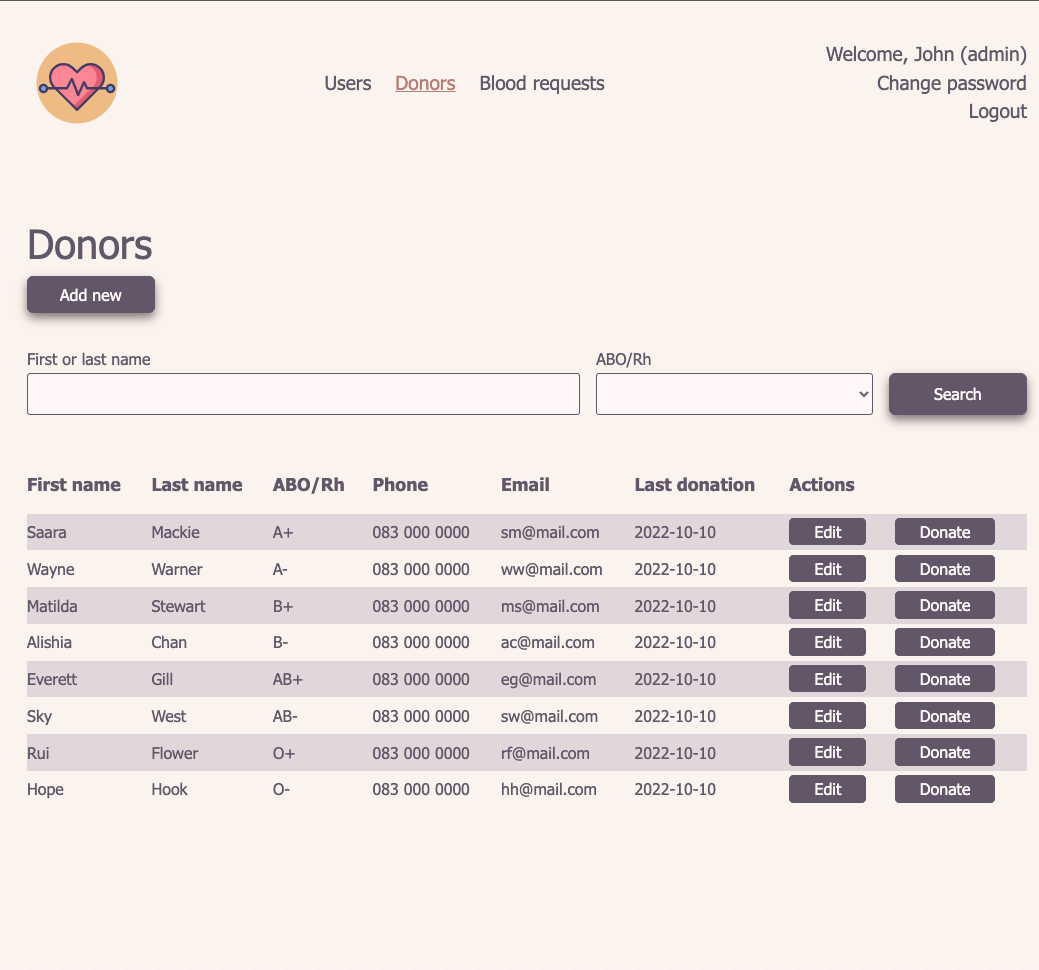 Welcome, John (admin)
Users Donors Blood requests Change password
Logout
Donors
Add new
First or last name ABO/Rh
Search
First name Last name ABO/Rh Phone Email Last donation Actions
Saara Mackie A+ 083 000 0000 sm@mail.com 2022-10-10 Edit Donate
Wayne Warner A- 083 000 0000 ww@mail.com 2022-10-10 Edit Donate
Matilda Stewart B+ 083 000 0000 ms@mail.com 2022-10-10 Edit Donate
Alishia Chan B- 083 000 0000 ac@mail.com 2022-10-10 Edit Donate
Everett Gill AB+ 083 000 0000 eg@mail.com 2022-10-10 Edit Donate
Sky West AB- 083 000 0000 sw@mail.com 2022-10-10 Edit Donate
Rui Flower O+ 083 000 0000 rf@mail.com 2022-10-10 Edit Donate
Hope Hook O- 083 000 0000 hh@mail.com 2022-10-10 Edit Donate